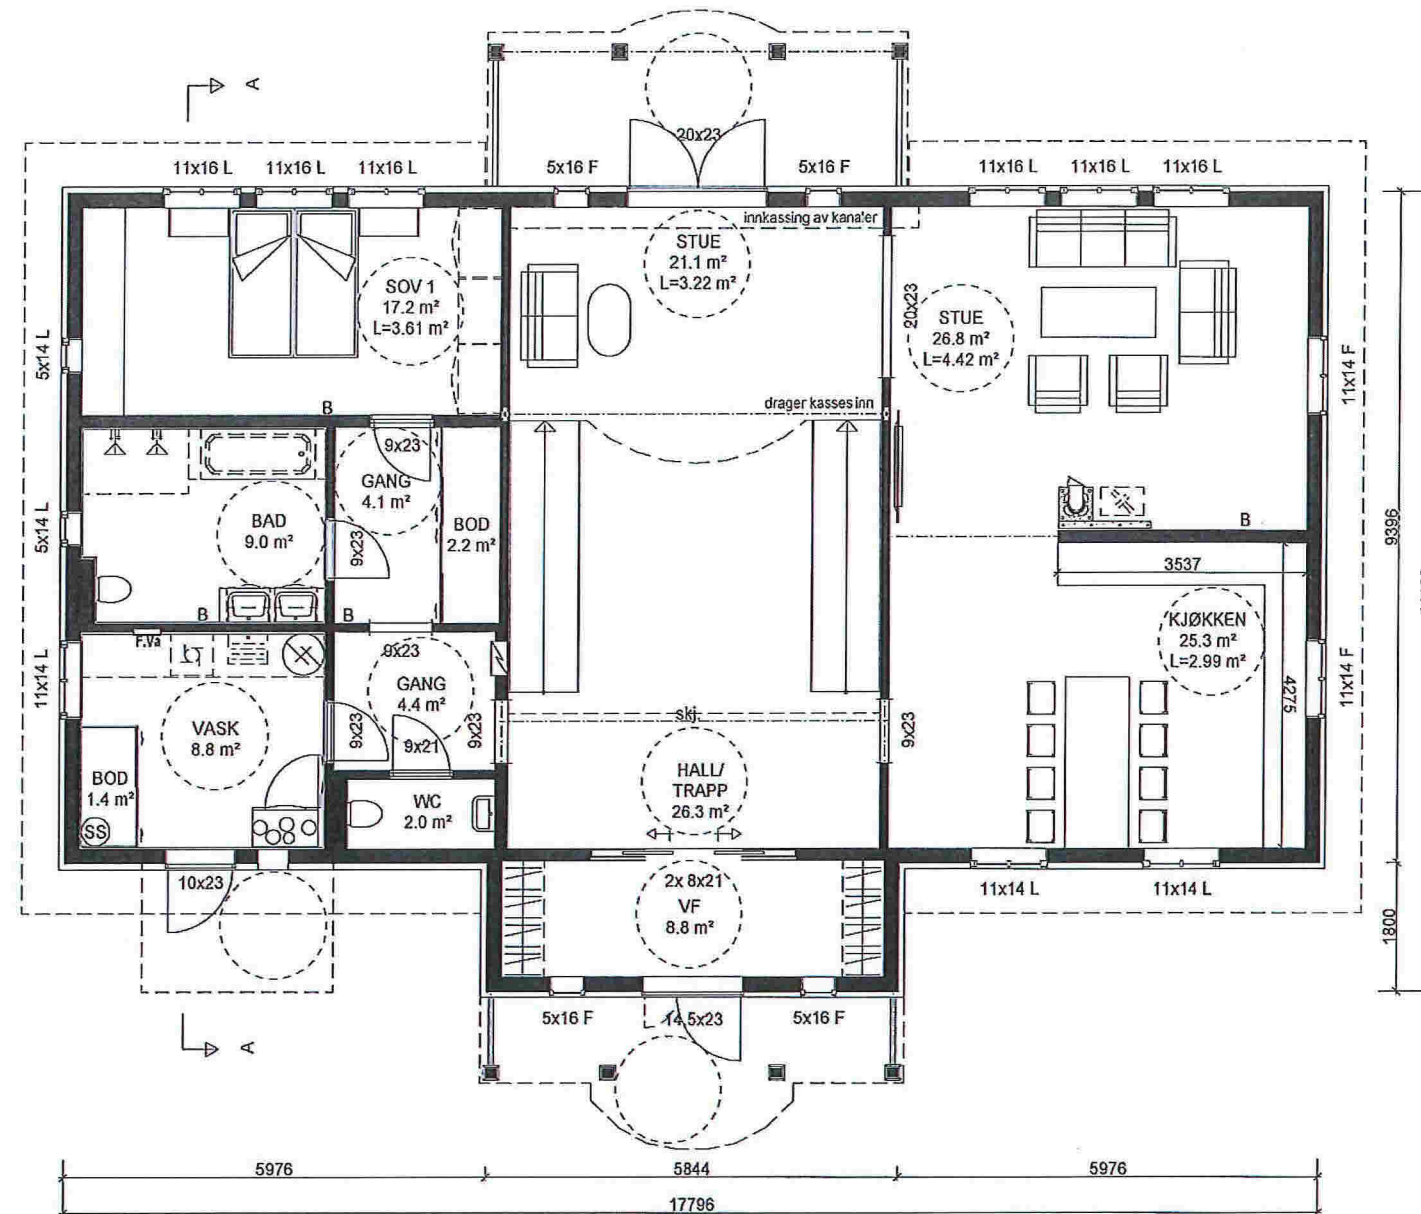 A
20x23
11x16 L 11x16 L 11x16 L 5x16 F 5x16 F 11x16 L 11x16 L 11x16 L
innkassing av kanaler
STUE
21.1 m²
L=3.22 m²
SOV 1
17.2 m²
L=3.61 m²
20x23
STUE
26.8 m²
L=4.42 m²
5x14 L
11x14 F
B
drager kasses inn
9x23
GANG
4.1 m²
BAD
9.0 m²
BOD
2.2 m²
5x14 L
9x23
B
9396
3537
B B
KJØKKEN
25.3 m²
L=2.99 m²
F.Va
9x23
GANG
4.4 m²
11x14 L
4275
11x14 F
VASK
8.8 m²
9x23
9x21
9x23
skj.
9x23
BOD
1.4 m²
SS
WC
2.0 m²
HALL/
TRAPP
26.3 m²
10x23
2x 8x21
VF
8.8 m²
11x14 L 11x14 L
1800
5x16 F 14.5x23 5x16 F
A
5976 5844 5976
17796